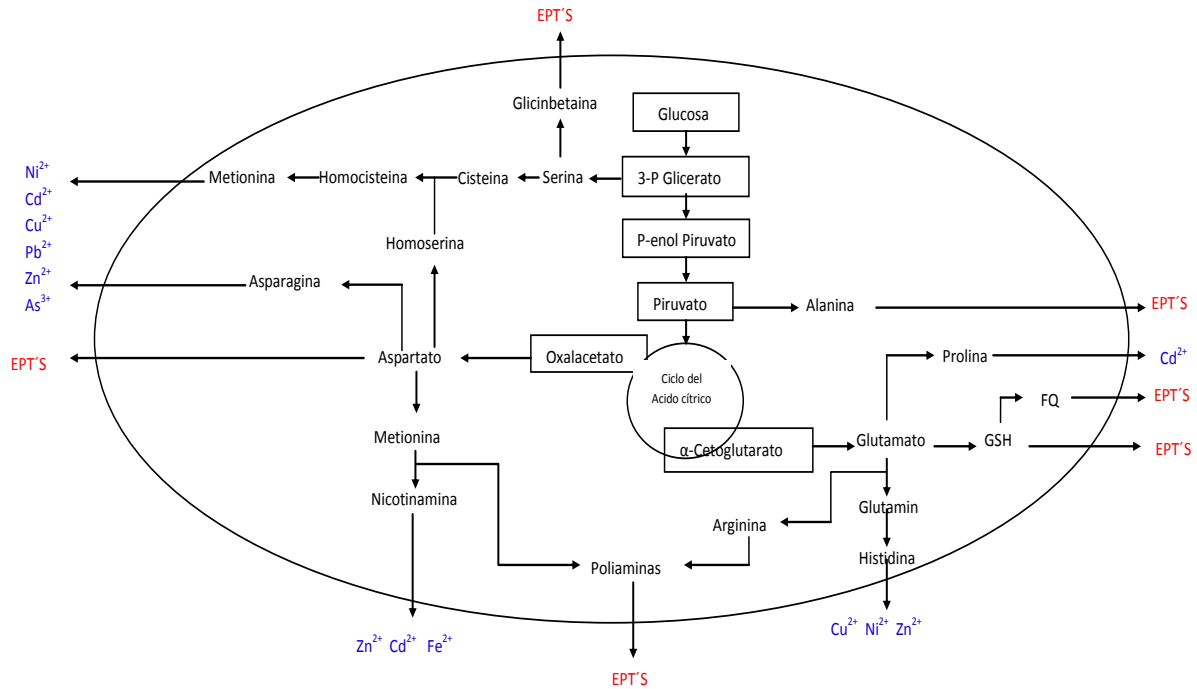 EPT´S
Glicinbetaina
Glucosa
Ni²⁺
Cd²⁺
Cu²⁺
Pb²⁺
Zn²⁺
As³⁺
Metionina
Homocisteina
Cisteina
Serina
3-P Glicerato
Homoserina
P-enol Piruvato
Asparagina
Piruvato
Alanina
EPT´S
EPT´S
Aspartato
Oxalacetato
Ciclo del
Acido cítrico
Prolina
Cd²⁺
FQ
EPT´S
Metionina
α-Cetoglutarato
Glutamato
GSH
EPT´S
Nicotinamina
Arginina
Glutamin
Histidina
Poliaminas
Zn²⁺ Cd²⁺ Fe²⁺
Cu²⁺ Ni²⁺ Zn²⁺
EPT´S